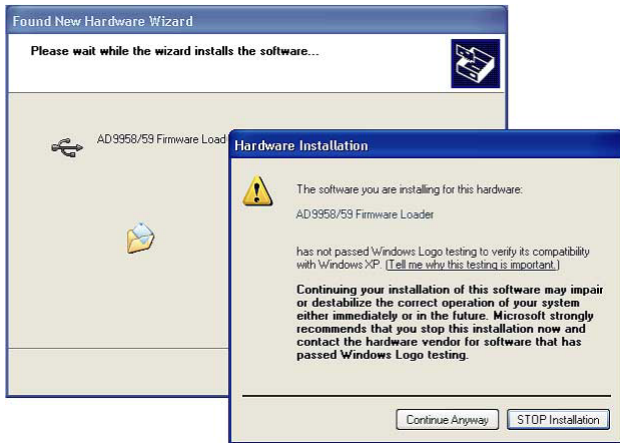 Found New Hardware Wizard
Please wait while the wizard installs the software...
AD9958/59 Firmware Load
Hardware Installation
The software you are installing for this hardware:
AD9958/59 Firmware Loader
has not passed Windows Logo testing to verify its compatibility
with Windows XP. (Tell me why this testing is important.)
Continuing your installation of this software may impair
or destabilize the correct operation of your system
either immediately or in the future. Microsoft strongly
recommends that you stop this installation now and
contact the hardware vendor for software that has
passed Windows Logo testing.
Continue Anyway
STOP Installation